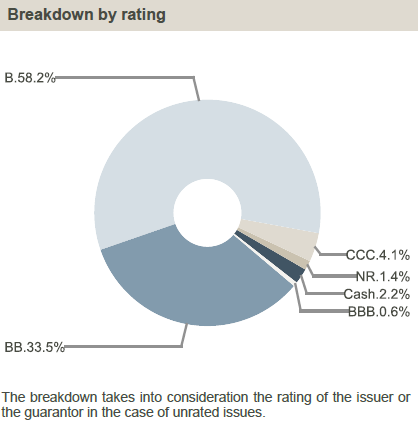 Breakdown by rating
B.58.2%
CCC.4.1%
NR.1.4%
Cash.2.2%
BBB.0.6%
BB.33.5%
The breakdown takes into consideration the rating of the issuer or
the guarantor in the case of unrated issues.